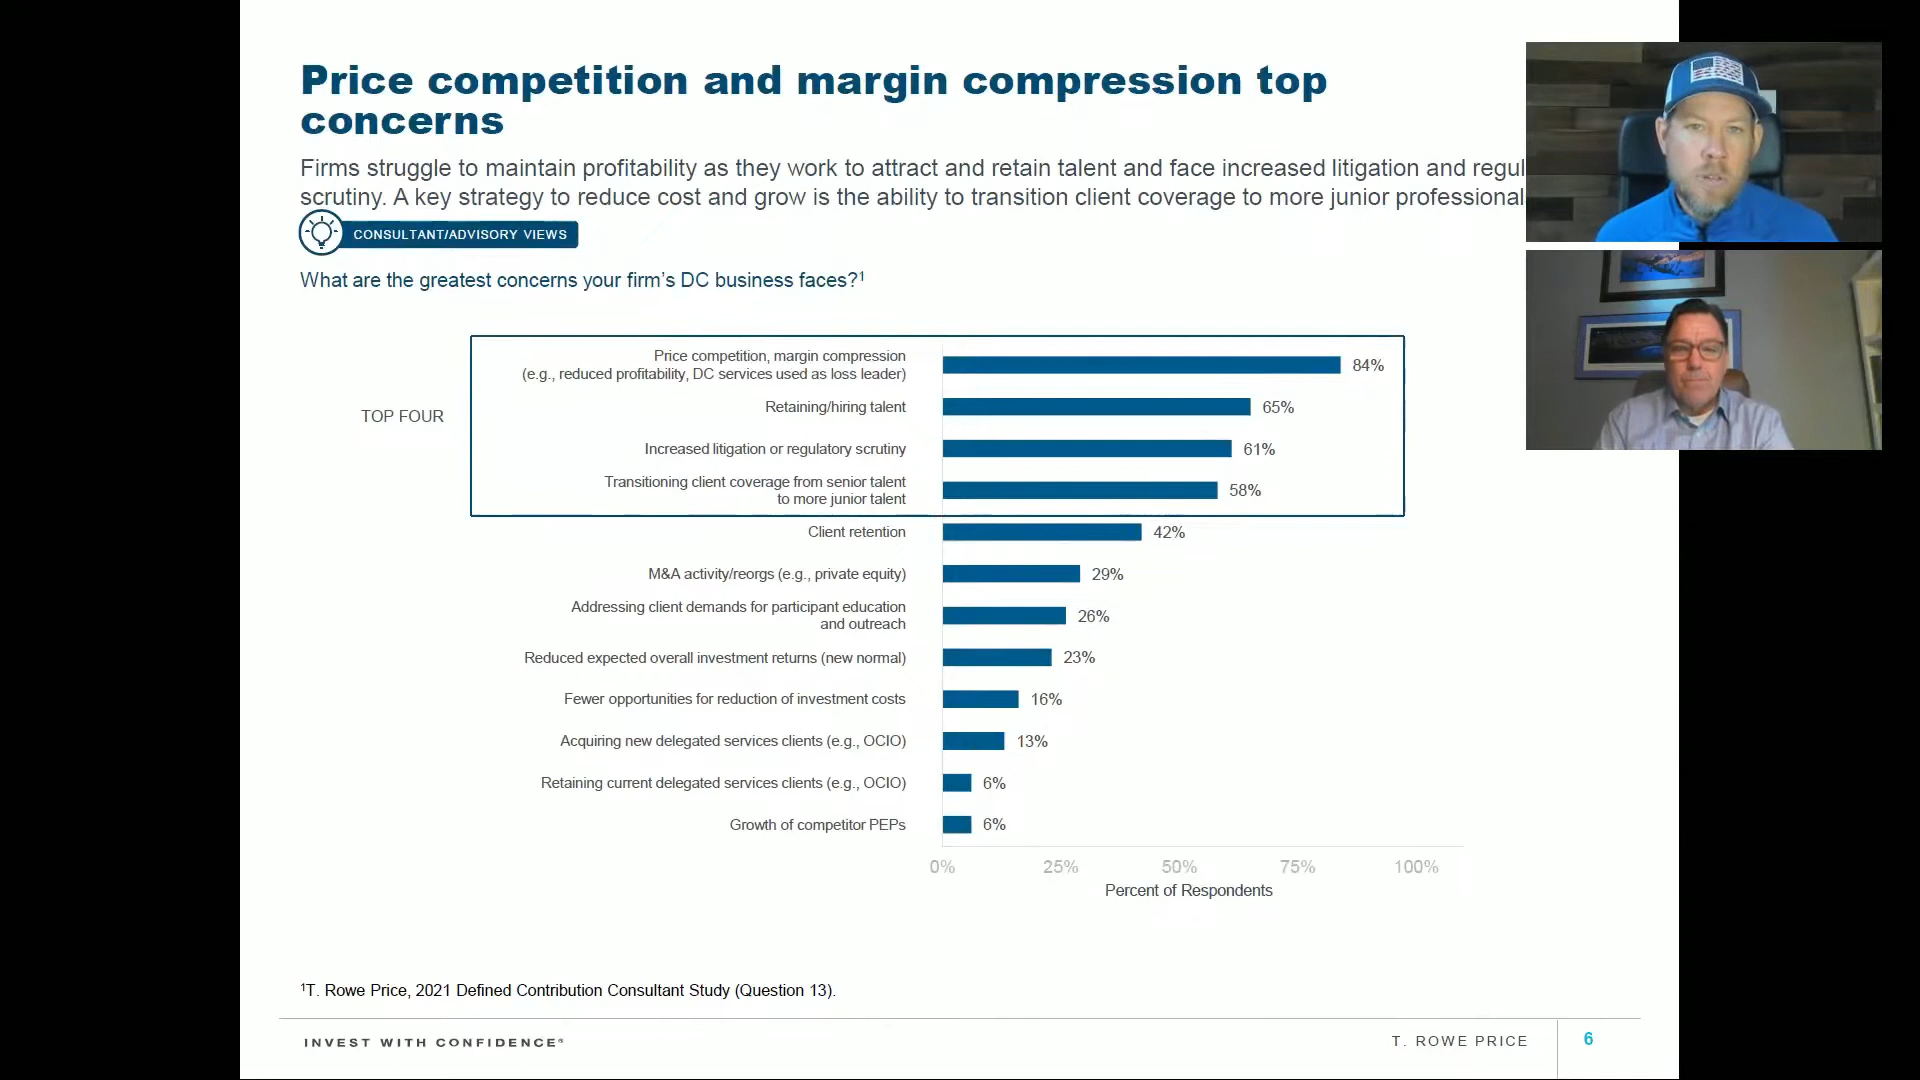 Price competition and margin compression top
concerns
Firms struggle to maintain profitability as they work to attract and retain talent and face increased litigation and
scrutiny. A key strategy to reduce cost and grow is the ability to transition client coverage to more junior
CONSULTANT/ADVISORY VIEWS
What are the greatest concerns your firm’s DC business faces?¹
TOP FOUR
Price competition, margin compression
(e.g., reduced profitability, DC services used as loss leader)
84%
Retaining/hiring talent
65%
Increased litigation or regulatory scrutiny
61%
Transitioning client coverage from senior talent
to more junior talent
58%
Client retention
42%
M&A activity/reorgs (e.g., private equity)
29%
Addressing client demands for participant education
and outreach
26%
Reduced expected overall investment returns (new normal)
23%
Fewer opportunities for reduction of investment costs
16%
Acquiring new delegated services clients (e.g., OCIO)
13%
Retaining current delegated services clients (e.g., OCIO)
6%
Growth of competitor PEPs
6%
0% 25% 50% 75% 100%
Percent of Respondents
¹T. Rowe Price, 2021 Defined Contribution Consultant Study (Question 13).
INVEST WITH CONFIDENCE®
T. ROWE PRICE
6